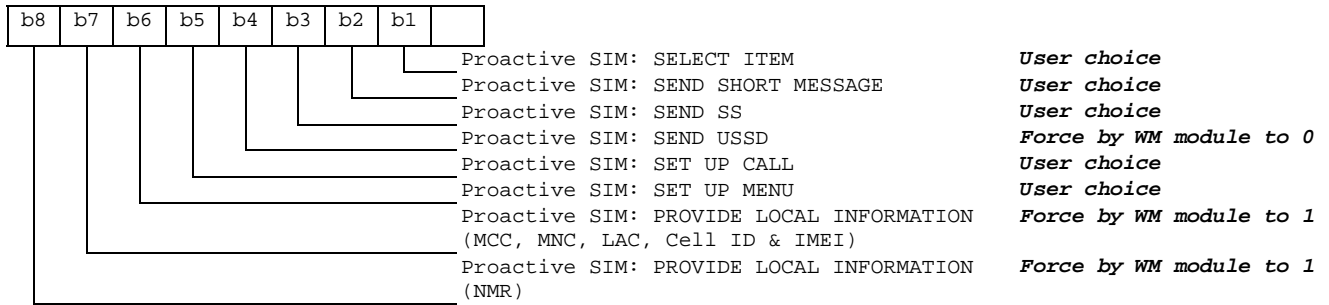 b8 b7 b6 b5 b4 b3 b2 b1
Proactive SIM: SELECT ITEM User choice
Proactive SIM: SEND SHORT MESSAGE User choice
Proactive SIM: SEND SS User choice
Proactive SIM: SEND USSD Force by WM module to 0
Proactive SIM: SET UP CALL User choice
Proactive SIM: SET UP MENU User choice
Proactive SIM: PROVIDE LOCAL INFORMATION Force by WM module to 1
(MCC, MNC, LAC, Cell ID & IMEI)
Proactive SIM: PROVIDE LOCAL INFORMATION Force by WM module to 1
(NMR)